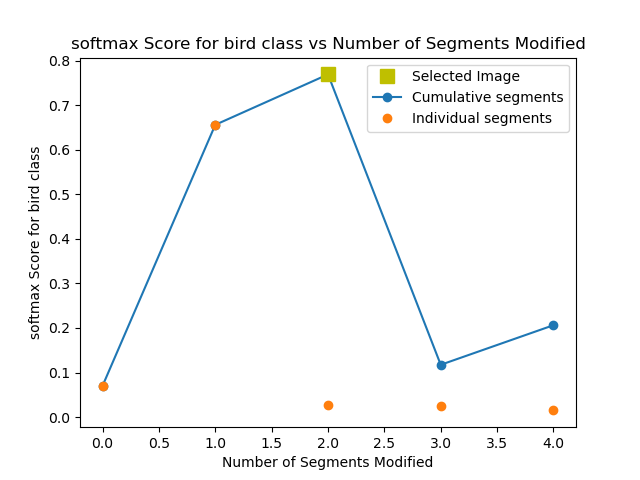 softmax Score for bird class vs Number of Segments Modified
Selected Image
Cumulative segments
Individual segments
softmax Score for bird class
0.8
0.7
0.6
0.5
0.4
0.3
0.2
0.1
0.0
0.0 0.5 1.0 1.5 2.0 2.5 3.0 3.5 4.0
Number of Segments Modified